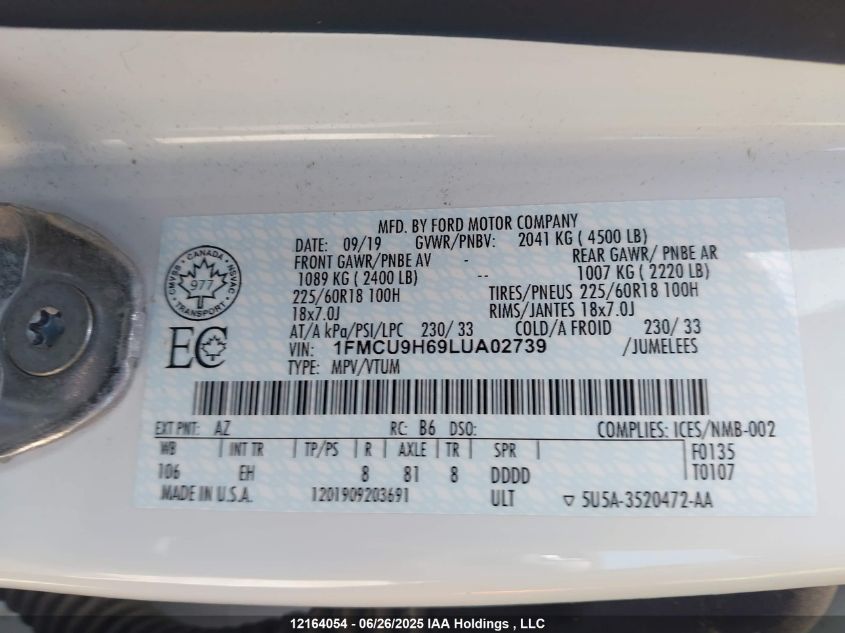 MFD. BY FORD MOTOR COMPANY
DATE: 09/19 GVWR/PNBV: 2041 KG ( 4500 LB)
FRONT GAWR/PNBE AV - REAR GAWR/ PNBE AR
1089 KG ( 2400 LB) -- 1007 KG ( 2220 LB)
225/60R18 100H TIRES/PNEUS 225/60R18 100H
18x7.0J RIMS/JANTES 18x7.0J
AT/A kPa/PSI/LPC 230/ 33 COLD/A FROID 230/ 33
VIN: 1FMCU9H69LUA02739 /JUMELEES
TYPE: MPV/VTUM
CANADA
CMVSS NSVAC
977
TRANSPORT
EC
EXT PNT: AZ RC: B6 DSO: COMPLIES: ICES/NMB-002
WB INT TR TP/PS R AXLE TR SPR F0135
106 EH 8 81 8 DDDD T0107
MADE IN U.S.A. 1201909203691 ULT ▽ 5U5A-3520472-AA
12164054 - 06/26/2025 IAA Holdings , LLC